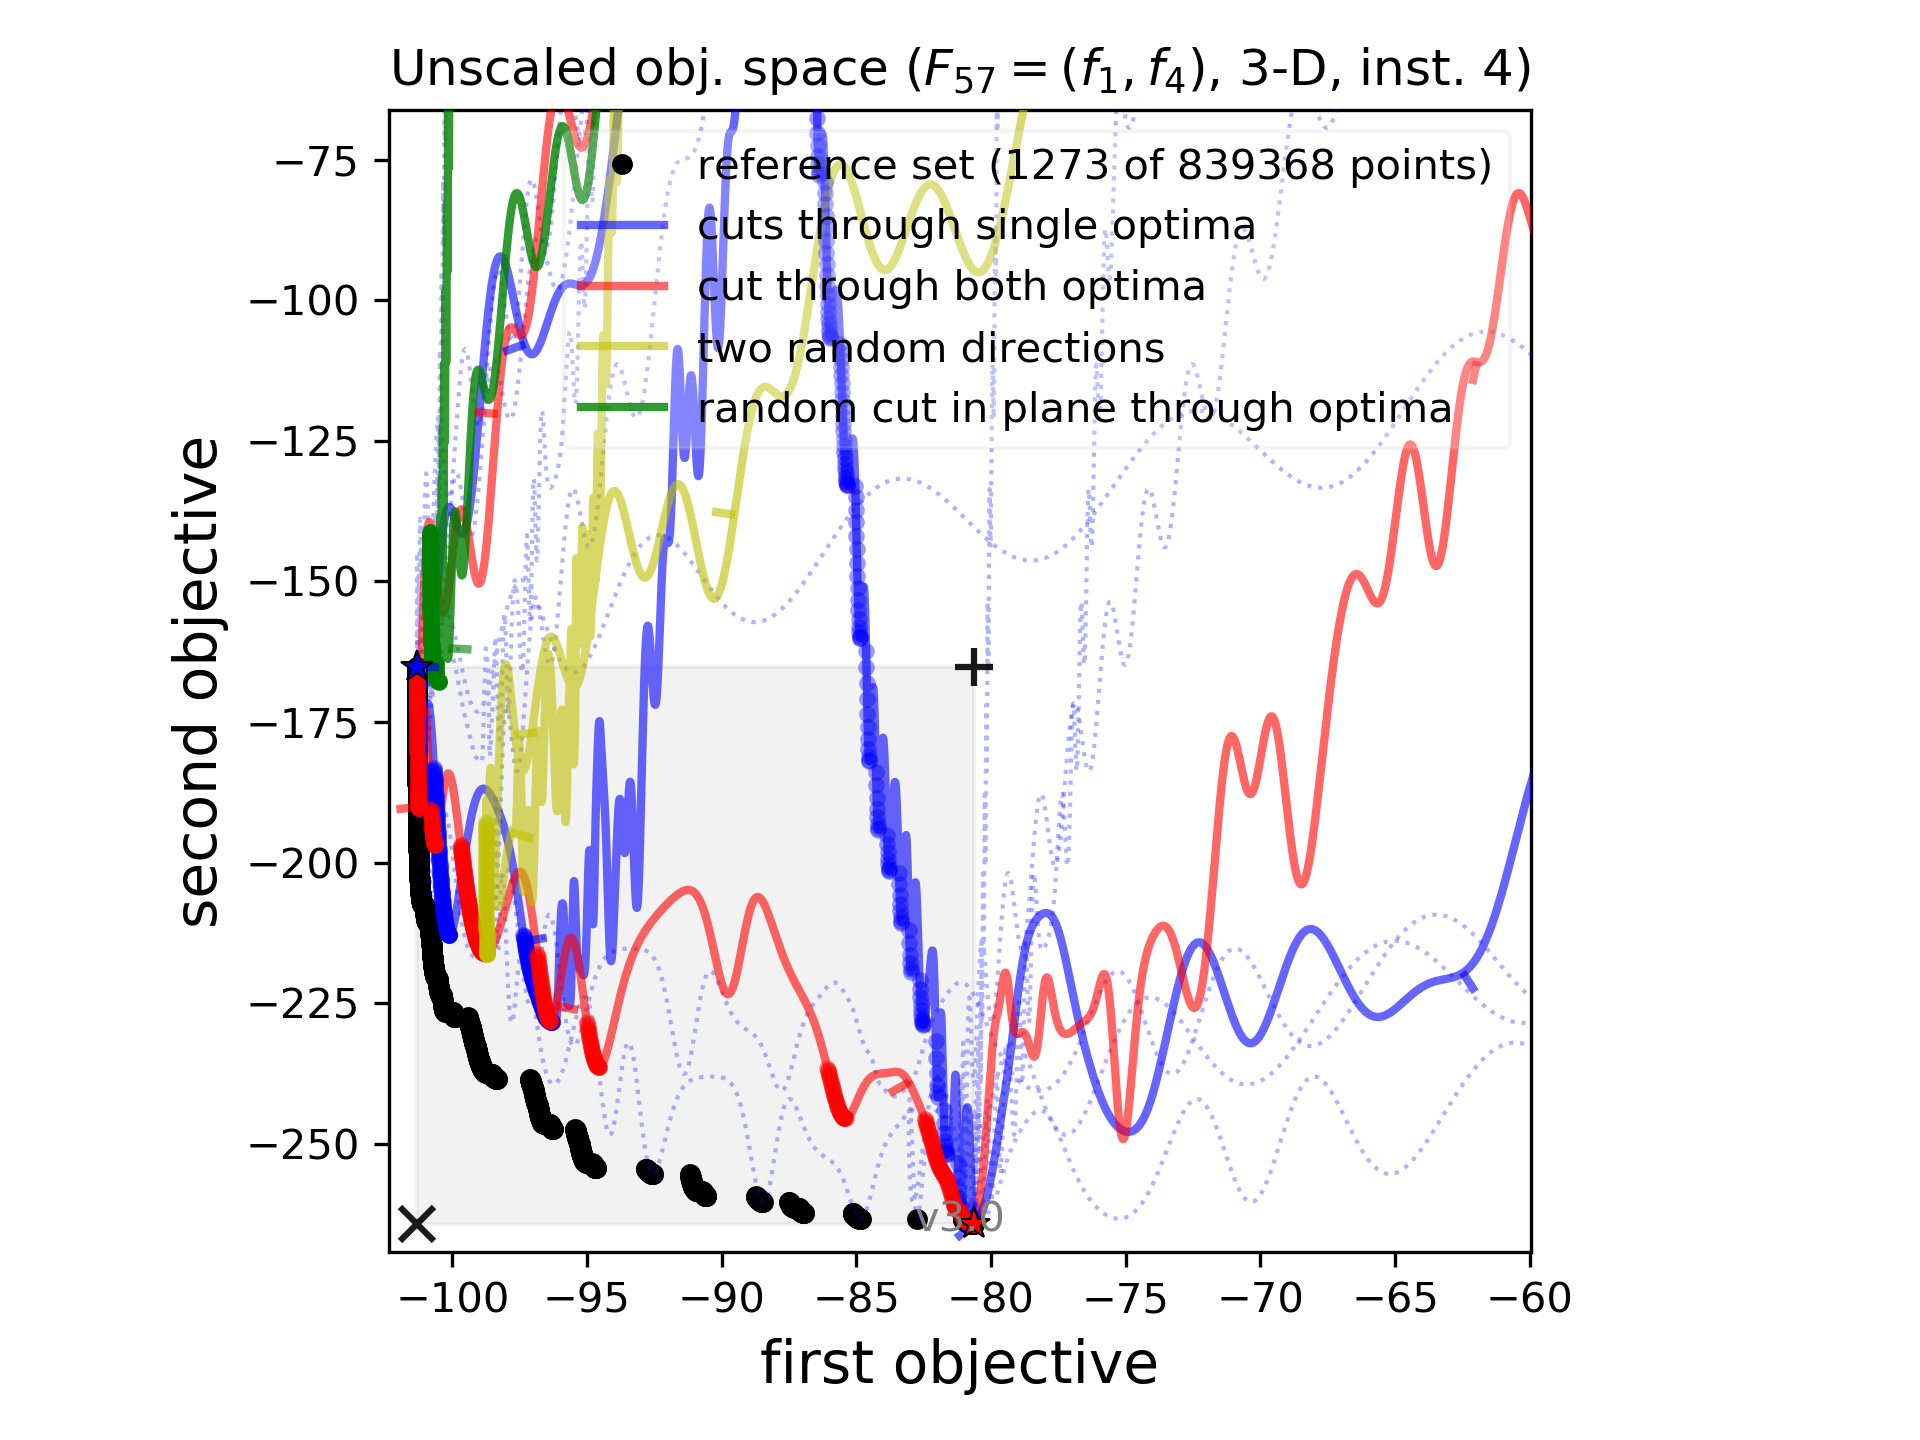 Unscaled obj. space (F57 = (f1, f4), 3-D, inst. 4)
reference set (1273 of 839368 points)
cuts through single optima
cut through both optima
two random directions
random cut in plane through optima
second objective
−75
−100
−125
−150
−175
−200
−225
−250
v3.0
−100 −95 −90 −85 −80 −75 −70 −65 −60
first objective